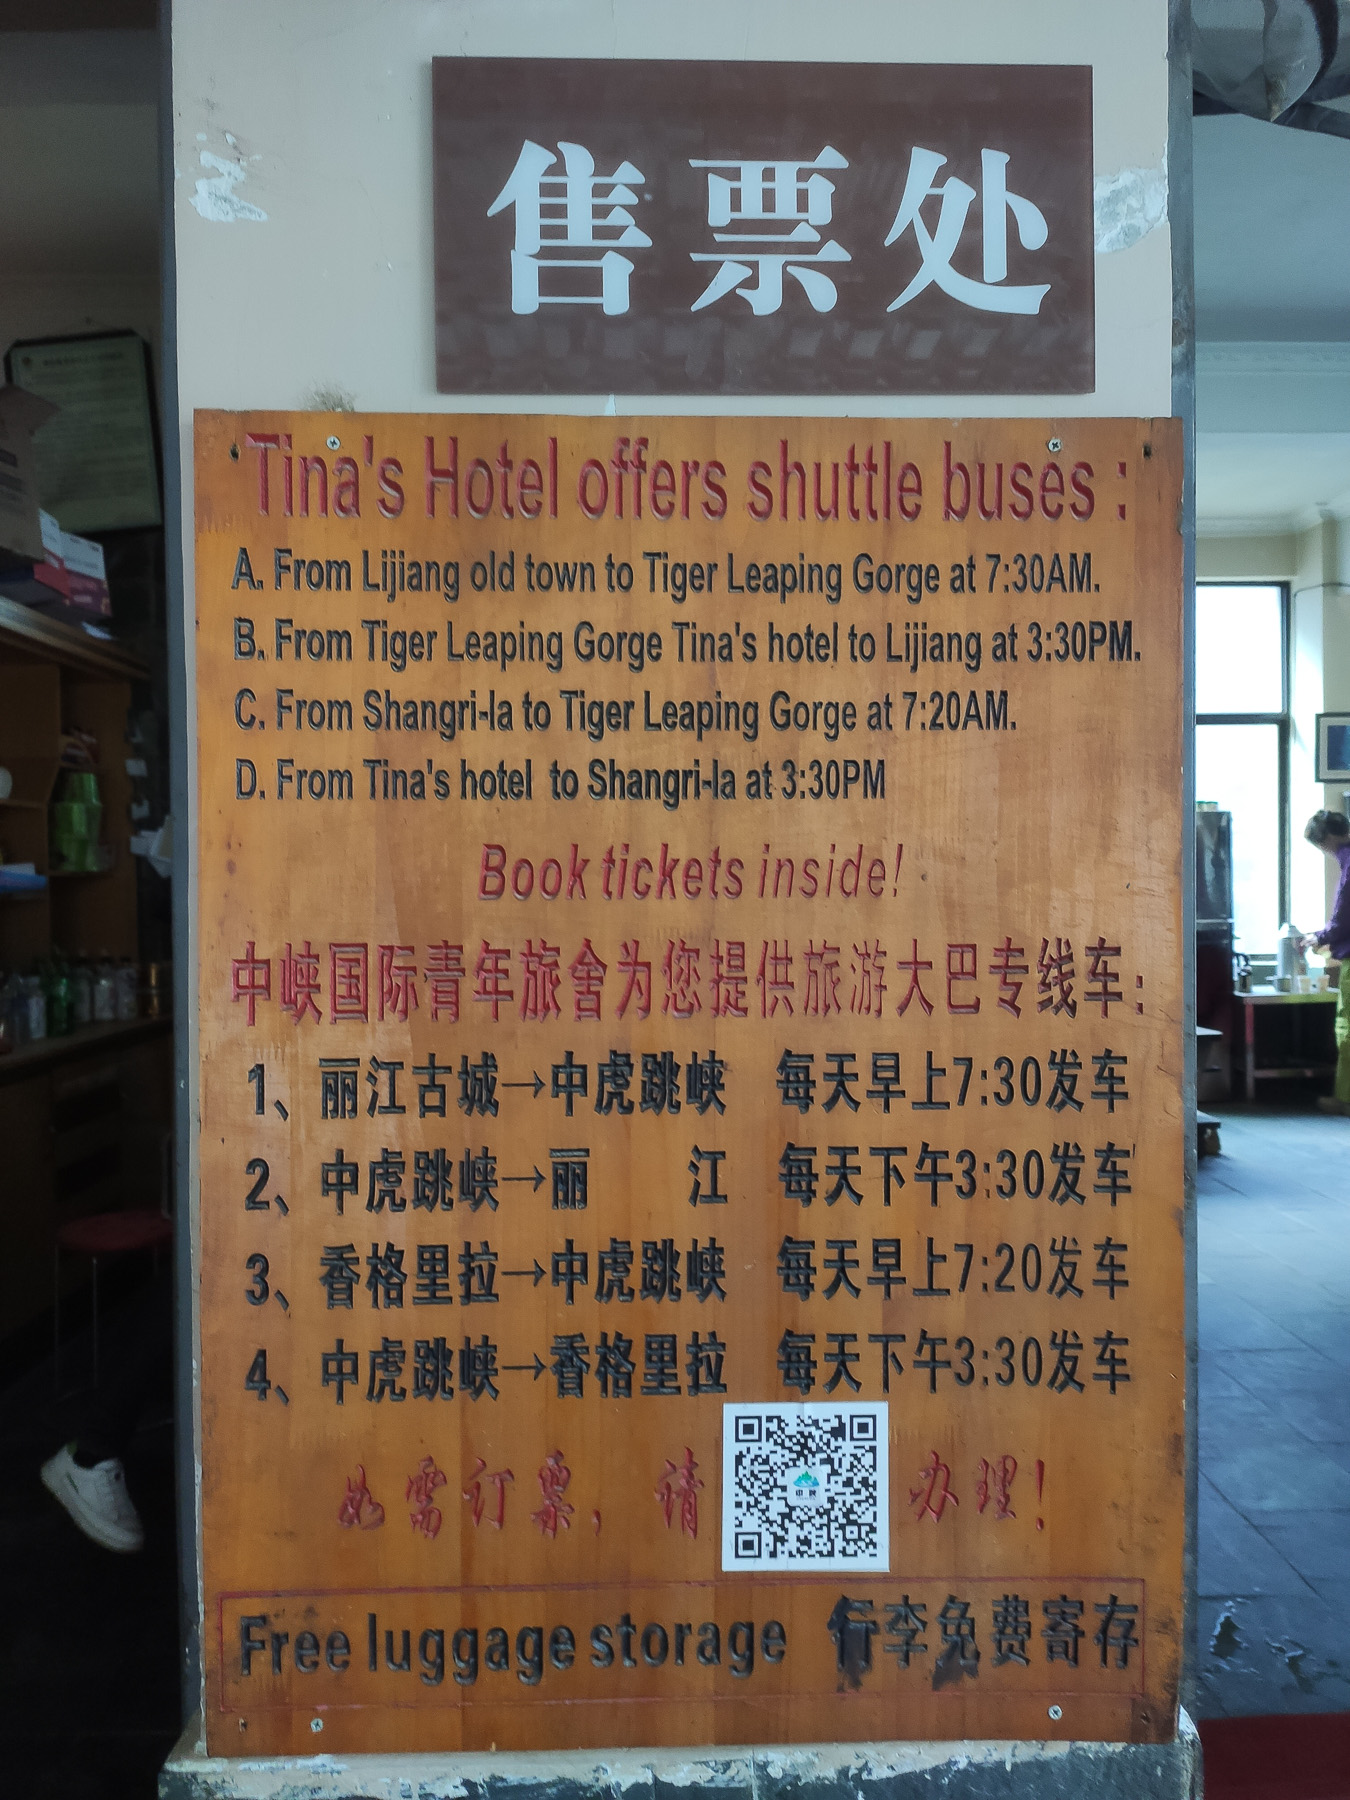 售票处
Tina's Hotel offers shuttle buses :
A. From Lijiang old town to Tiger Leaping Gorge at 7:30AM.
B. From Tiger Leaping Gorge Tina's hotel to Lijiang at 3:30PM.
C. From Shangri-la to Tiger Leaping Gorge at 7:20AM.
D. From Tina's hotel to Shangri-la at 3:30PM
Book tickets inside!
中峡国际青年旅舍为您提供旅游大巴专线车:
1、丽江古城→中虎跳峡 每天早上7:30发车
2、中虎跳峡→丽 江 每天下午3:30发车
3、香格里拉→中虎跳峡 每天早上7:20发车
4、中虎跳峡→香格里拉 每天下午3:30发车
如需订票, 请 办理!
Free luggage storage 行李免费寄存